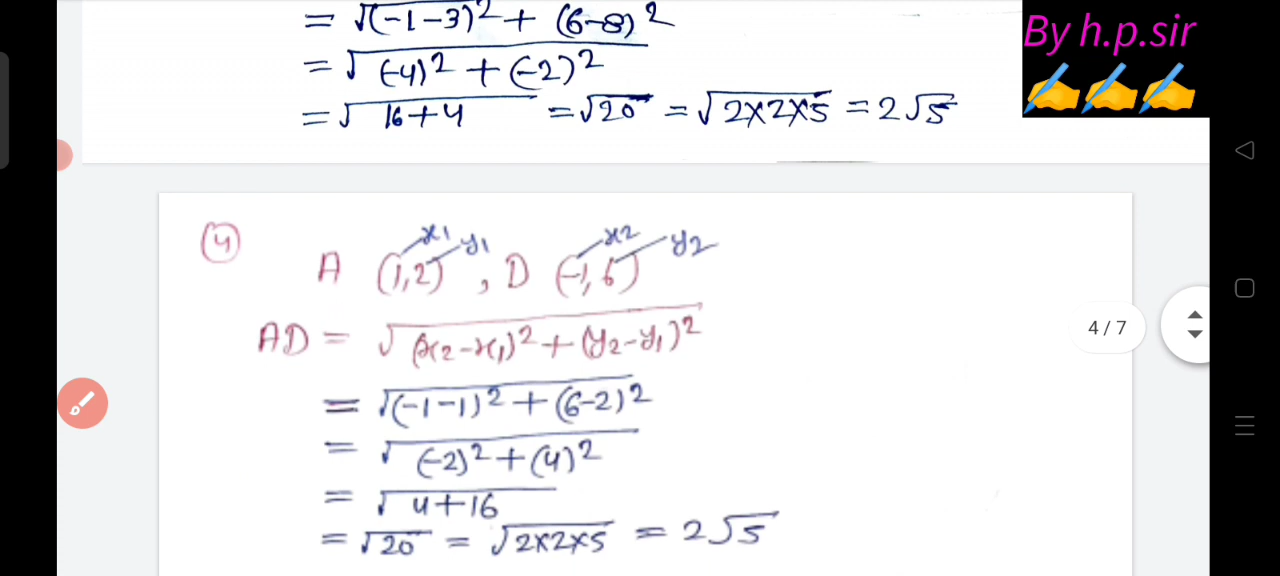 = √(-1-3)² + (6-8)²
By h.p.sir
= √(-4)² + (-2)²
= √16+4 = √20 = √2×2×5 = 2√5
(4)
x1 y1 x2 y2
A (1,2) , D (-1, 6)
AD = √(x2-x1)² + (y2-y1)²
4 / 7
= √(-1-1)² + (6-2)²
= √(-2)² + (4)²
= √4+16
= √20 = √2×2×5 = 2√5